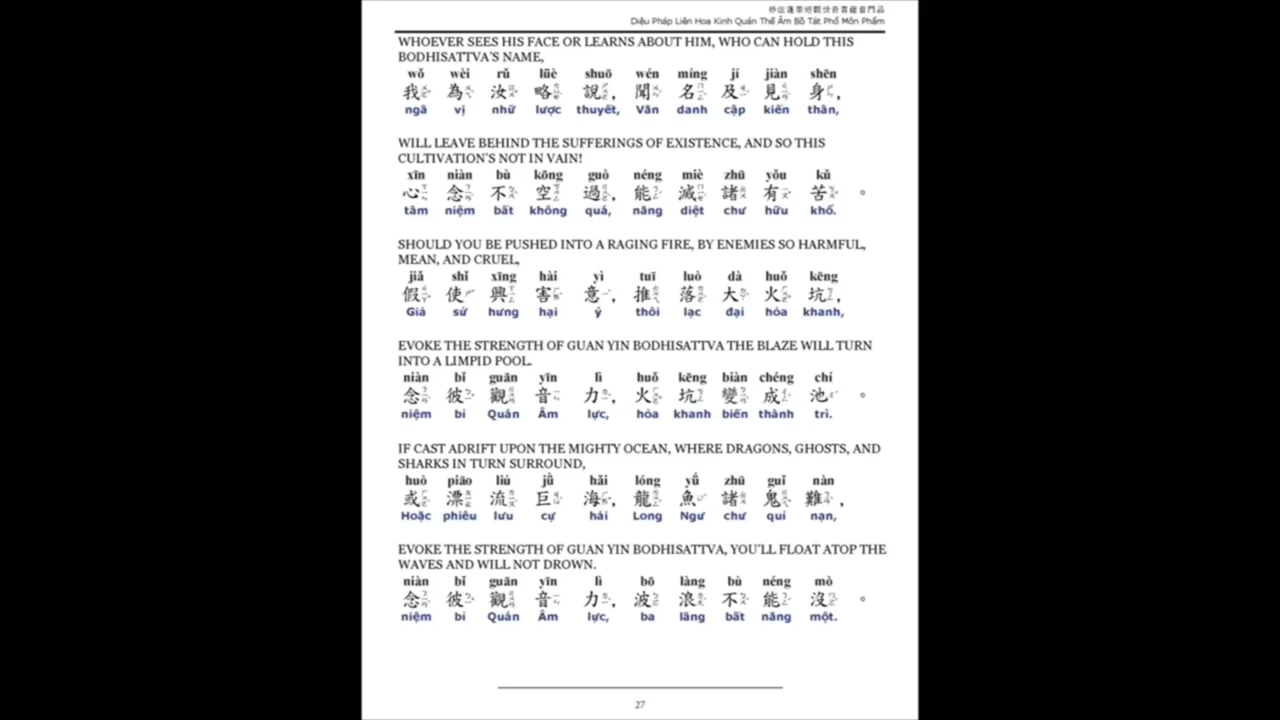 妙法蓮華經觀世音菩薩普門品
Diệu Pháp Liên Hoa Kinh Quán Thế Âm Bồ Tát Phổ Môn Phẩm
WHOEVER SEES HIS FACE OR LEARNS ABOUT HIM, WHO CAN HOLD THIS
BODHISATTVA'S NAME,
wǒ wèi rǔ lüè shuō wén míng jí jiàn shēn
我為汝略說，聞名及見身，
ngã vị nhữ lược thuyết, Văn danh cập kiến thân,
WILL LEAVE BEHIND THE SUFFERINGS OF EXISTENCE, AND SO THIS
CULTIVATION'S NOT IN VAIN!
xīn niàn bù kōng guò néng miè zhū yǒu kǔ
心念不空過，能滅諸有苦。
tâm niệm bất không quá, năng diệt chư hữu khổ.
SHOULD YOU BE PUSHED INTO A RAGING FIRE, BY ENEMIES SO HARMFUL,
MEAN, AND CRUEL,
jiǎ shǐ xīng hài yì tuī luò dà huǒ kēng
假使興害意，推落大火坑，
Giả sử hưng hại ý thôi lạc đại hỏa khanh,
EVOKE THE STRENGTH OF GUAN YIN BODHISATTVA THE BLAZE WILL TURN
INTO A LIMPID POOL.
niàn bǐ guān yīn lì huǒ kēng biàn chéng chí
念彼觀音力，火坑變成池。
niệm bỉ Quán Âm lực, hỏa khanh biến thành trì.
IF CAST ADRIFT UPON THE MIGHTY OCEAN, WHERE DRAGONS, GHOSTS, AND
SHARKS IN TURN SURROUND,
huò piāo liú jǜ hǎi lóng yǘ zhū guǐ nàn
或漂流巨海，龍魚諸鬼難，
Hoặc phiêu lưu cự hải Long Ngư chư quỉ nạn,
EVOKE THE STRENGTH OF GUAN YIN BODHISATTVA, YOU'LL FLOAT ATOP THE
WAVES AND WILL NOT DROWN.
niàn bǐ guān yīn lì bō làng bù néng mò
念彼觀音力，波浪不能沒。
niệm bỉ Quán Âm lực, ba lãng bất năng một.
27